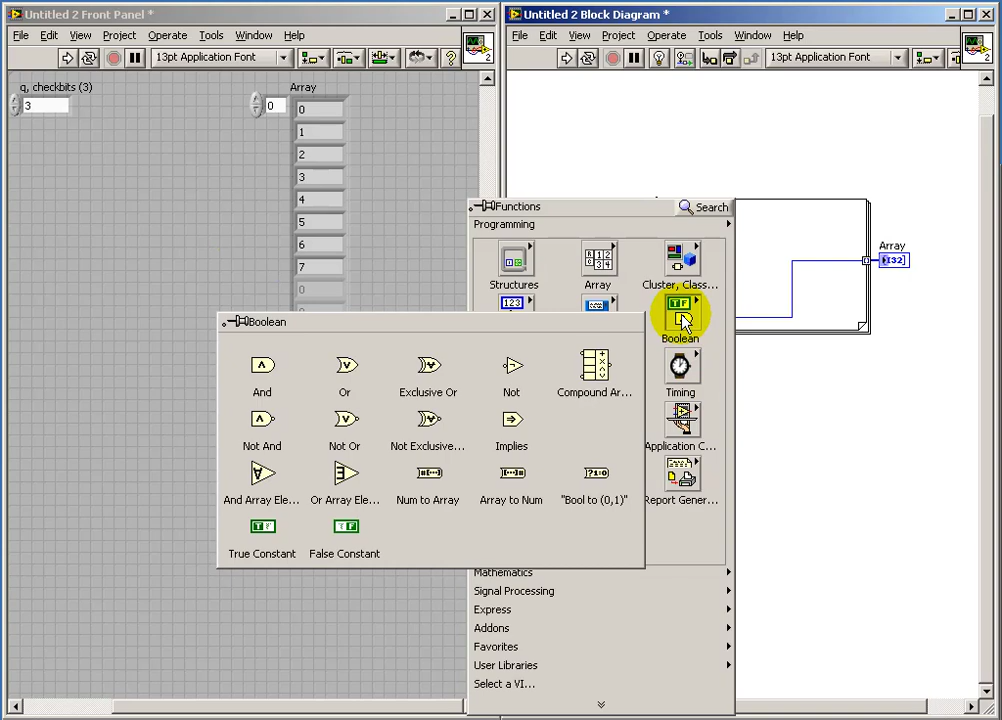 Untitled 2 Front Panel *
File Edit View Project Operate Tools Window Help
13pt Application Font
2
q, checkbits (3)
3
Array
0
0
1
2
3
4
5
6
7
0
Untitled 2 Block Diagram *
File Edit View Project Operate Tools Window Help
13pt Application Font
2
Array
I32
Functions
Search
Programming
Structures
Array
Cluster, Class...
123
Boolean
Timing
Application C...
Report Gener...
Mathematics
Signal Processing
Express
Addons
Favorites
User Libraries
Select a VI...
Boolean
And
Or
Exclusive Or
Not
Compound Ar...
Not And
Not Or
Not Exclusive...
Implies
And Array Ele...
Or Array Ele...
Num to Array
Array to Num
?1:0
"Bool to (0,1)"
True Constant
False Constant